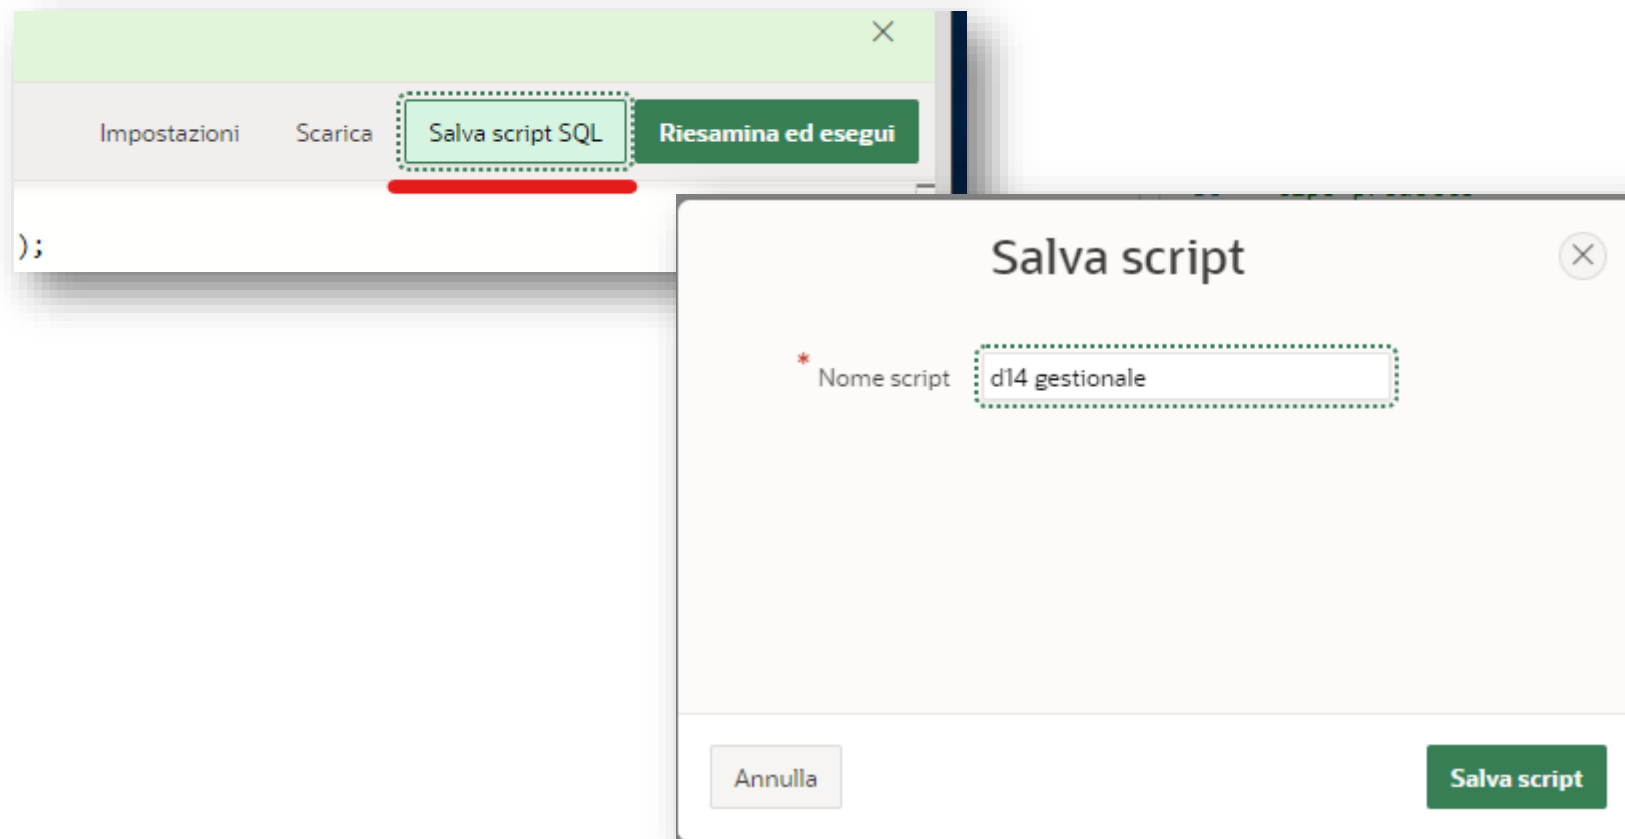 Impostazioni Scarica Salva script SQL Riesamina ed esegui
);
Salva script
* Nome script d14 gestionale
Annulla Salva script